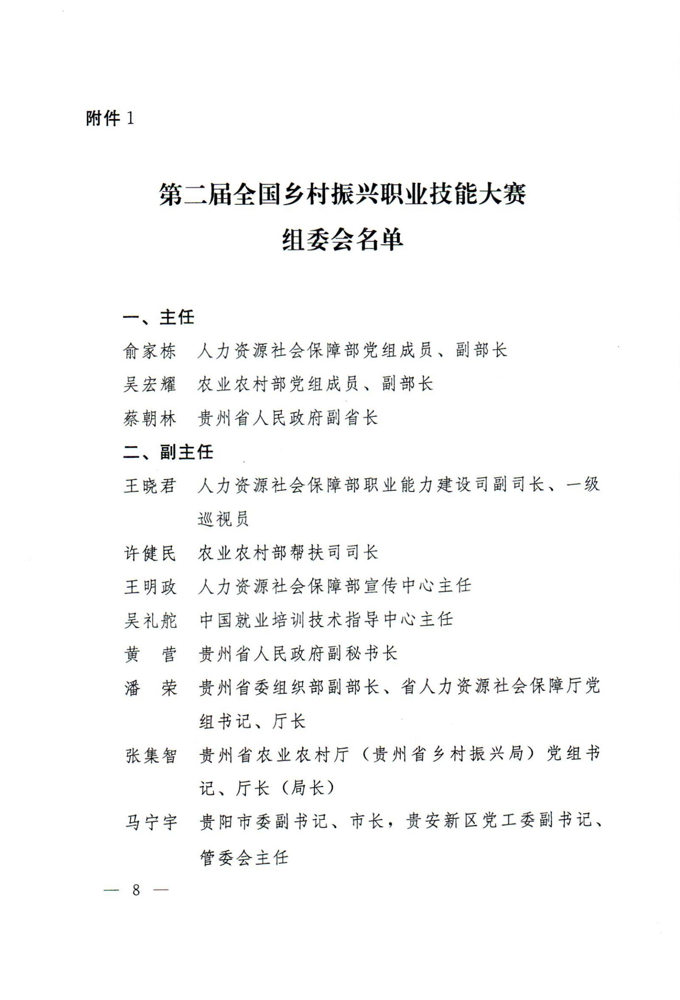 附件 1
第二届全国乡村振兴职业技能大赛
组委会名单
一、主任
俞家栋 人力资源社会保障部党组成员、副部长
吴宏耀 农业农村部党组成员、副部长
蔡朝林 贵州省人民政府副省长
二、副主任
王晓君 人力资源社会保障部职业能力建设司副司长、一级
巡视员
许健民 农业农村部帮扶司司长
王明政 人力资源社会保障部宣传中心主任
吴礼舵 中国就业培训技术指导中心主任
黄 营 贵州省人民政府副秘书长
潘 荣 贵州省委组织部副部长、省人力资源社会保障厅党
组书记、厅长
张集智 贵州省农业农村厅（贵州省乡村振兴局）党组书
记、厅长（局长）
马宁宇 贵阳市委副书记、市长，贵安新区党工委副书记、
管委会主任
— 8 —